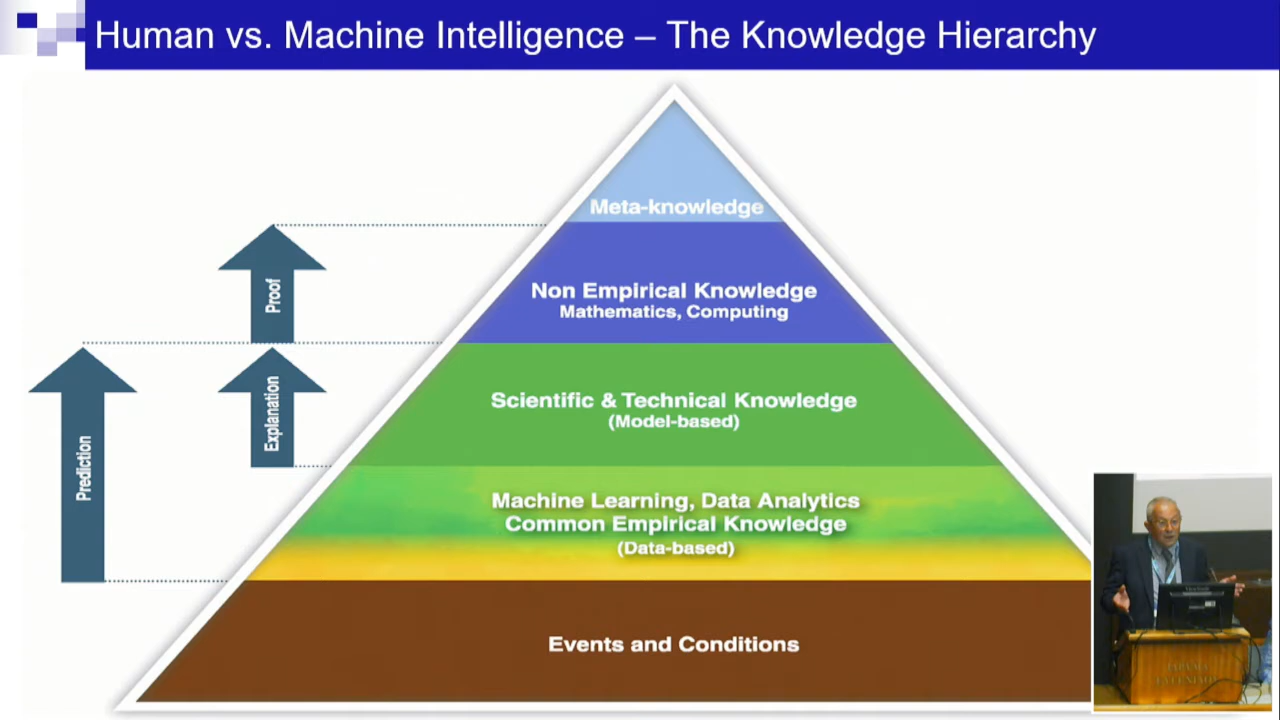 Human vs. Machine Intelligence – The Knowledge Hierarchy
Meta-knowledge
Non Empirical Knowledge
Mathematics, Computing
Proof
Scientific & Technical Knowledge
(Model-based)
Explanation
Prediction
Machine Learning, Data Analytics
Common Empirical Knowledge
(Data-based)
Events and Conditions